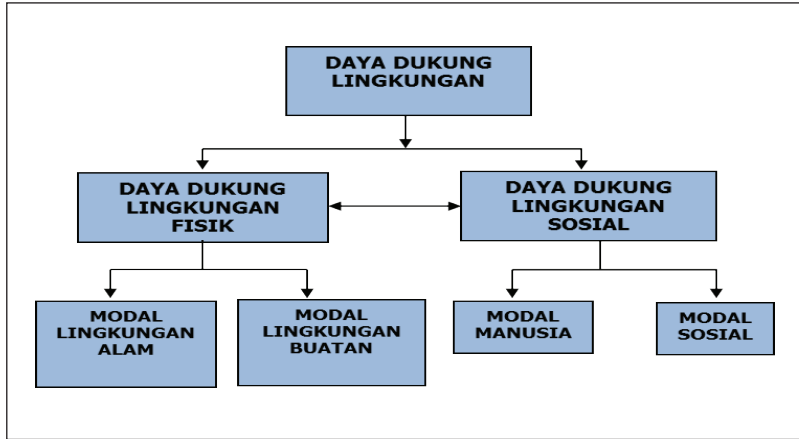 DAYA DUKUNG
LINGKUNGAN
DAYA DUKUNG
LINGKUNGAN
FISIK
DAYA DUKUNG
LINGKUNGAN
SOSIAL
MODAL
LINGKUNGAN
ALAM
MODAL
LINGKUNGAN
BUATAN
MODAL
MANUSIA
MODAL
SOSIAL